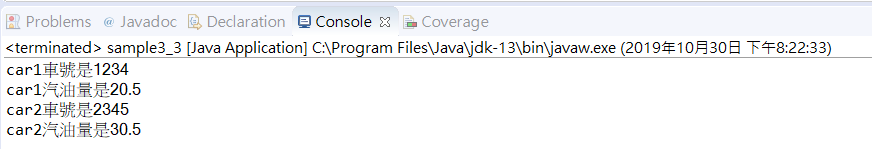 Problems @ Javadoc Declaration Console Coverage
<terminated> sample3_3 [Java Application] C:\Program Files\Java\jdk-13\bin\javaw.exe (2019年10月30日 下午8:22:33)
car1車號是1234
car1汽油量是20.5
car2車號是2345
car2汽油量是30.5